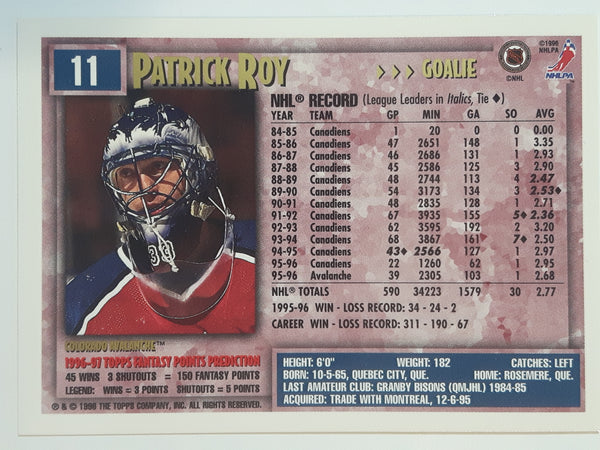 11 PATRICK ROY >>> GOALIE
©NHL
©1996
NHLPA
NHLPA
NHL® RECORD (League Leaders in Italics, Tie ♦)
YEAR TEAM GP MIN GA SO AVG
84-85 Canadiens 1 20 0 0 0.00
85-86 Canadiens 47 2651 148 1 3.35
86-87 Canadiens 46 2686 131 1 2.93
87-88 Canadiens 45 2586 125 3 2.90
88-89 Canadiens 48 2744 113 4 2.47
89-90 Canadiens 54 3173 134 3 2.53♦
90-91 Canadiens 48 2835 128 1 2.71
91-92 Canadiens 67 3935 155 5♦ 2.36
92-93 Canadiens 62 3595 192 2 3.20
93-94 Canadiens 68 3867 161 7♦ 2.50
94-95 Canadiens 43♦ 2566 127 1 2.97
95-96 Canadiens 22 1260 62 1 2.95
95-96 Avalanche 39 2305 103 1 2.68
NHL® TOTALS 590 34223 1579 30 2.77
1995-96 WIN - LOSS RECORD: 34 - 24 - 2
CAREER WIN - LOSS RECORD: 311 - 190 - 67
33
COLORADO AVALANCHE™
1996-97 TOPPS FANTASY POINTS PREDICTION
45 WINS 3 SHUTOUTS = 150 FANTASY POINTS
LEGEND: WINS = 3 POINTS SHUTOUTS = 5 POINTS
® & © 1996 THE TOPPS COMPANY, INC. ALL RIGHTS RESERVED.
HEIGHT: 6'0" WEIGHT: 182 CATCHES: LEFT
BORN: 10-5-65, QUEBEC CITY, QUE. HOME: ROSEMERE, QUE.
LAST AMATEUR CLUB: GRANBY BISONS (QMJHL) 1984-85
ACQUIRED: TRADE WITH MONTREAL, 12-6-95